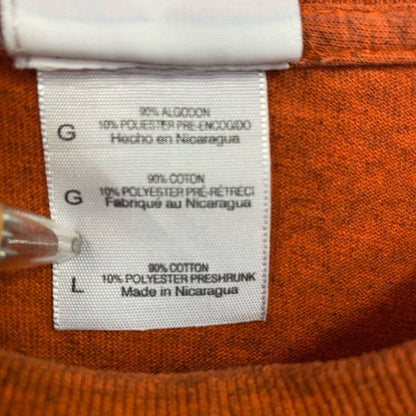 90% ALGODON
G 10% POLIESTER PRE-ENCOGIDO
Hecho en Nicaragua
90% COTON
G 10% POLYESTER PRÉ-RÉTRÉCI
Fabriqué au Nicaragua
90% COTTON
L 10% POLYESTER PRESHRUNK
Made in Nicaragua